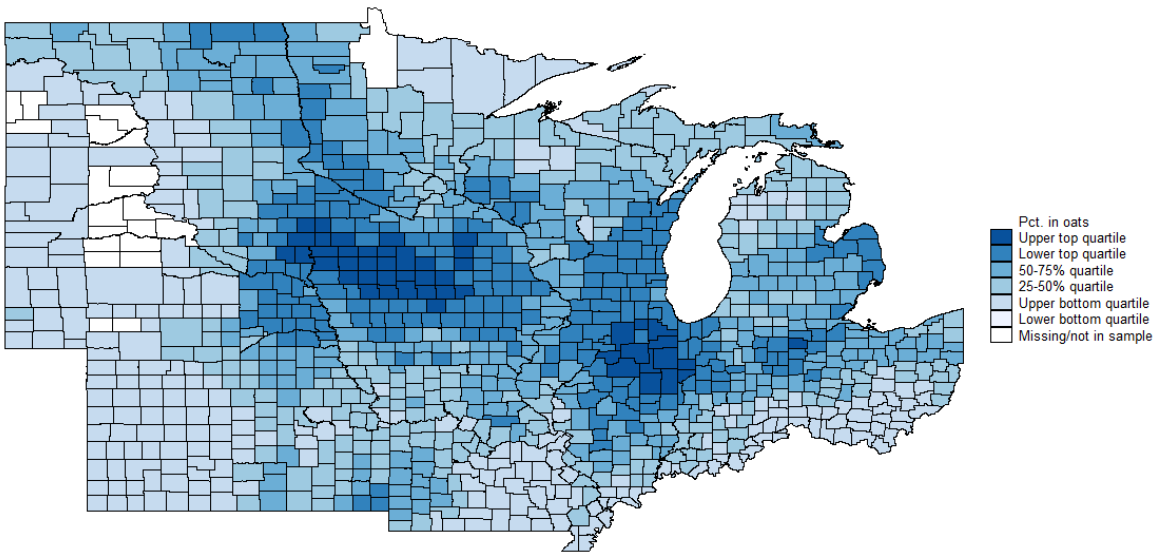 Pct. in oats
Upper top quartile
Lower top quartile
50-75% quartile
25-50% quartile
Upper bottom quartile
Lower bottom quartile
Missing/not in sample